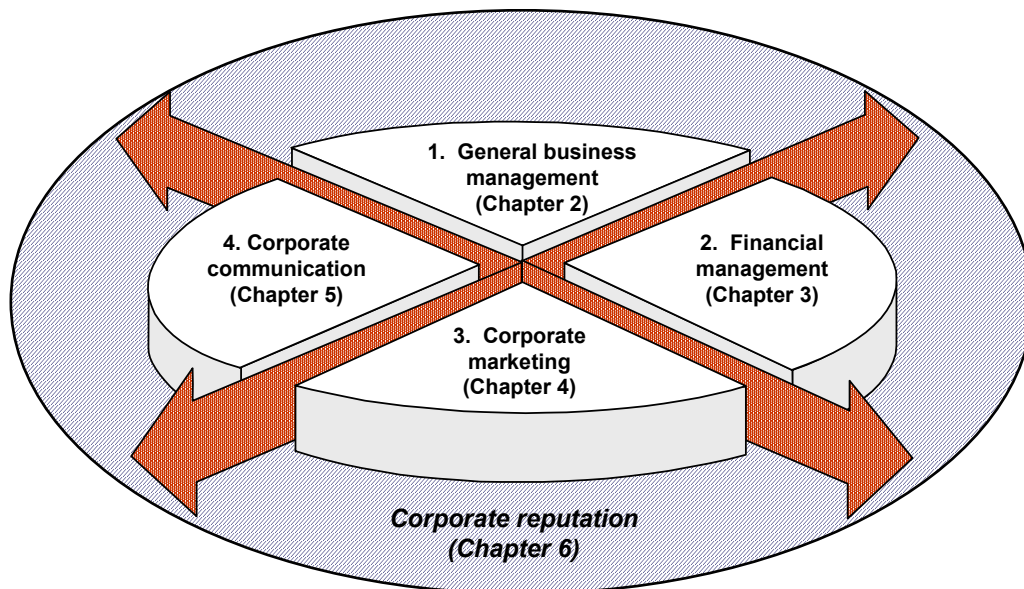 1. General business
management
(Chapter 2)
2. Financial
management
(Chapter 3)
3. Corporate
marketing
(Chapter 4)
4. Corporate
communication
(Chapter 5)
Corporate reputation
(Chapter 6)